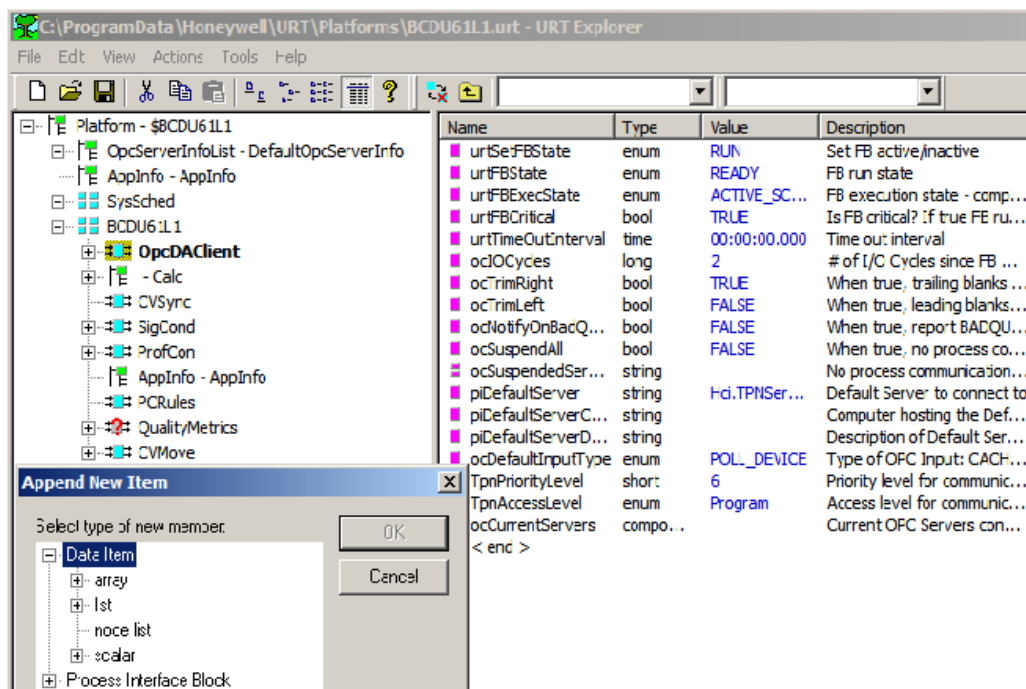 C:\ProgramData\Honeywell\URT\Platforms\BCDU61L1.urt - URT Explorer
File Edit View Actions Tools Help
Platform - $BCDU61L1
OpcServerInfoList - DefaultOpcServerInfo
AppInfo - AppInfo
SysSched
BCDU61L1
OpcDAClient
- Calc
CVSync
SigCond
ProfCon
AppInfo - AppInfo
PCRules
QualityMetrics
CVMove
Name Type Value Description
urtSetFBState enum RUN Set FB active/inactive
urtFBState enum READY FB run state
urtFBExecState enum ACTIVE_SC... FB execution state - comp...
urtFBCritical bool TRUE Is FB critical? If true FB ru...
urtTimeOutInterval time 00:00:00.000 Time out interval
ocIOCycles long 2 # of I/O Cycles since FB ...
ocTrimRight bool TRUE When true, trailing blanks ...
ocTrimLeft bool FALSE When true, leading blanks...
ocNotifyOnBadQ... bool FALSE When true, report BADQU...
ocSuspendAll bool FALSE When true, no process co...
ocSuspendedSer... string No process communication...
piDefaultServer string Hci.TPNSer... Default Server to connect to
piDefaultServerC... string Computer hosting the Def...
piDefaultServerD... string Description of Default Ser...
ocDefaultInputType enum POLL_DEVICE Type of OPC Input: CACH...
TpnPriorityLevel short 6 Priority level for communic...
TpnAccessLevel enum Program Access level for communic...
ocCurrentServers compo... Current OPC Servers con...
< end >
Append New Item
Select type of new member:
OK
Cancel
Data Item
array
list
node list
scalar
Process Interface Block